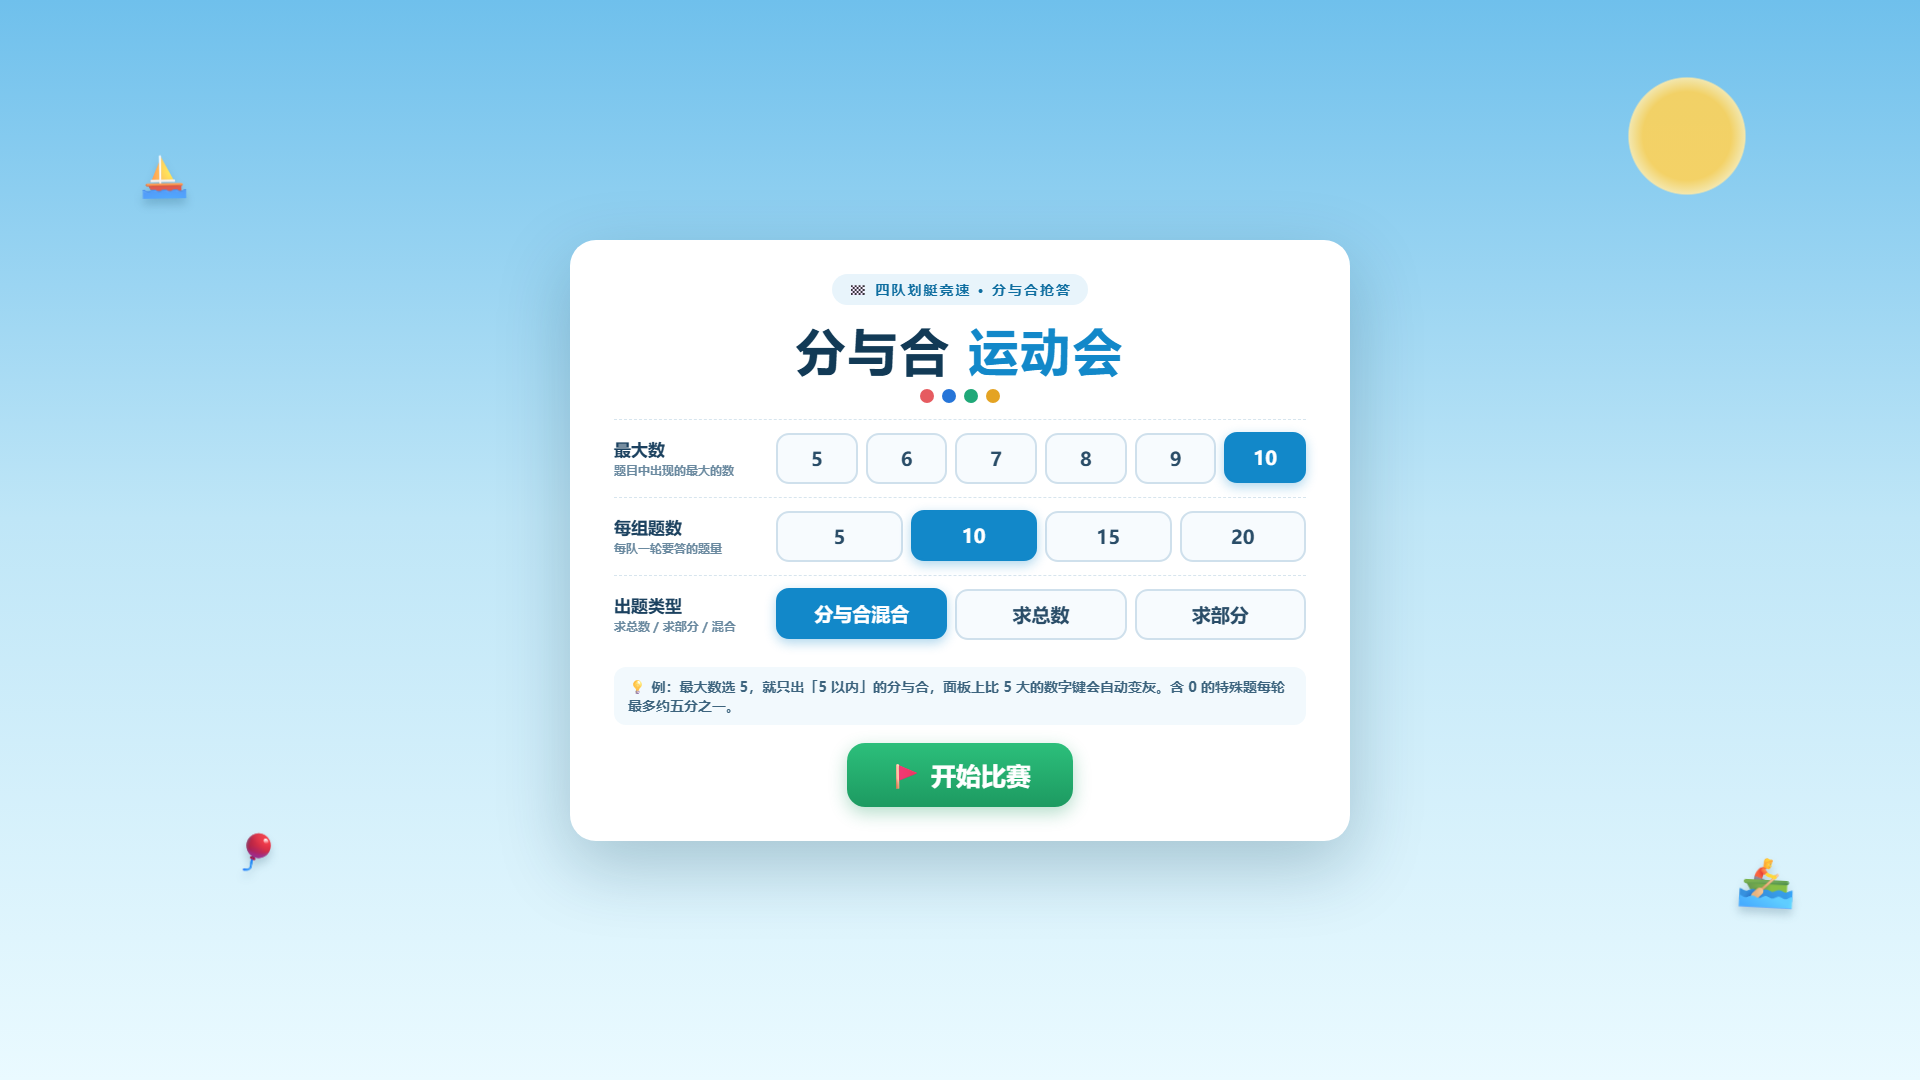 四队划艇竞速 • 分与合抢答
分与合 运动会
最大数
题目中出现的最大的数
5 6 7 8 9 10
每组题数
每队一轮要答的题量
5 10 15 20
出题类型
求总数 / 求部分 / 混合
分与合混合 求总数 求部分
例：最大数选 5，就只出「5 以内」的分与合，面板上比 5 大的数字键会自动变灰。含 0 的特殊题每轮
最多约五分之一。
开始比赛